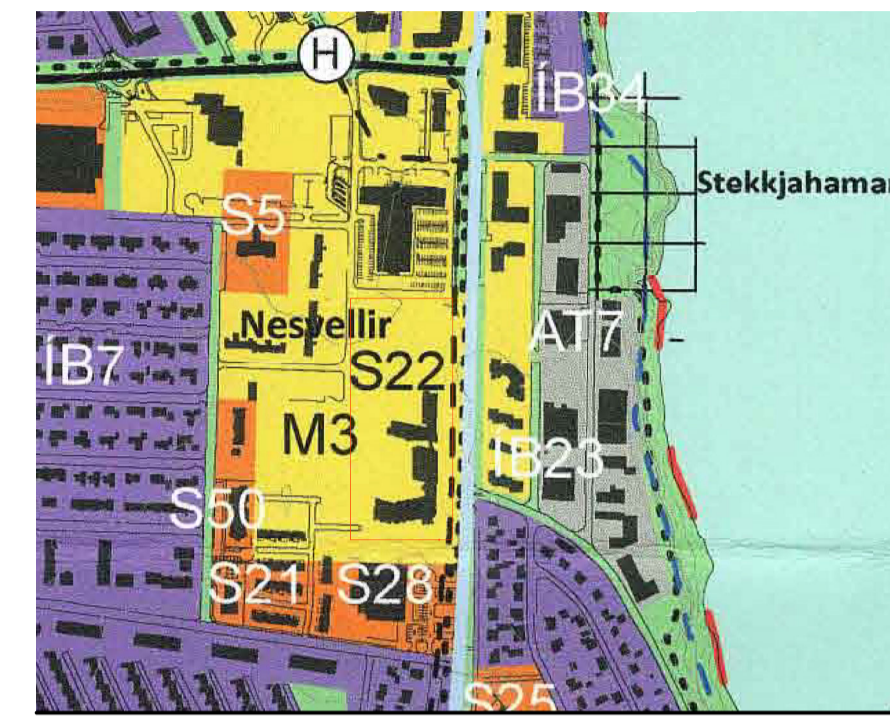 H
ÍB34
Stekkjahamar
S5
Nesvellir
AT7
ÍB7
S22
M3
ÍB23
S50
S21
S28
S25